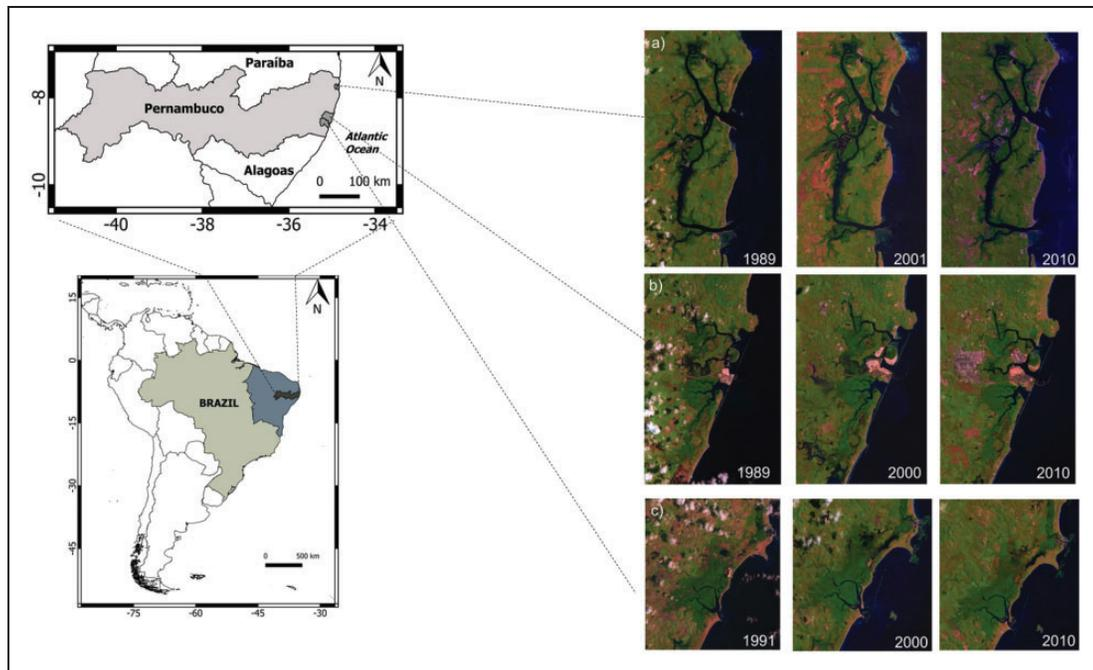 Paraíba
N
-8
Pernambuco
Atlantic
Ocean
Alagoas
0 100 km
-10
-40 -38 -36 -34
N
15
0
BRAZIL
-15
-30
-45
0 500 km
-75 -60 -45 -30
a)
1989 2001 2010
b)
1989 2000 2010
c)
1991 2000 2010